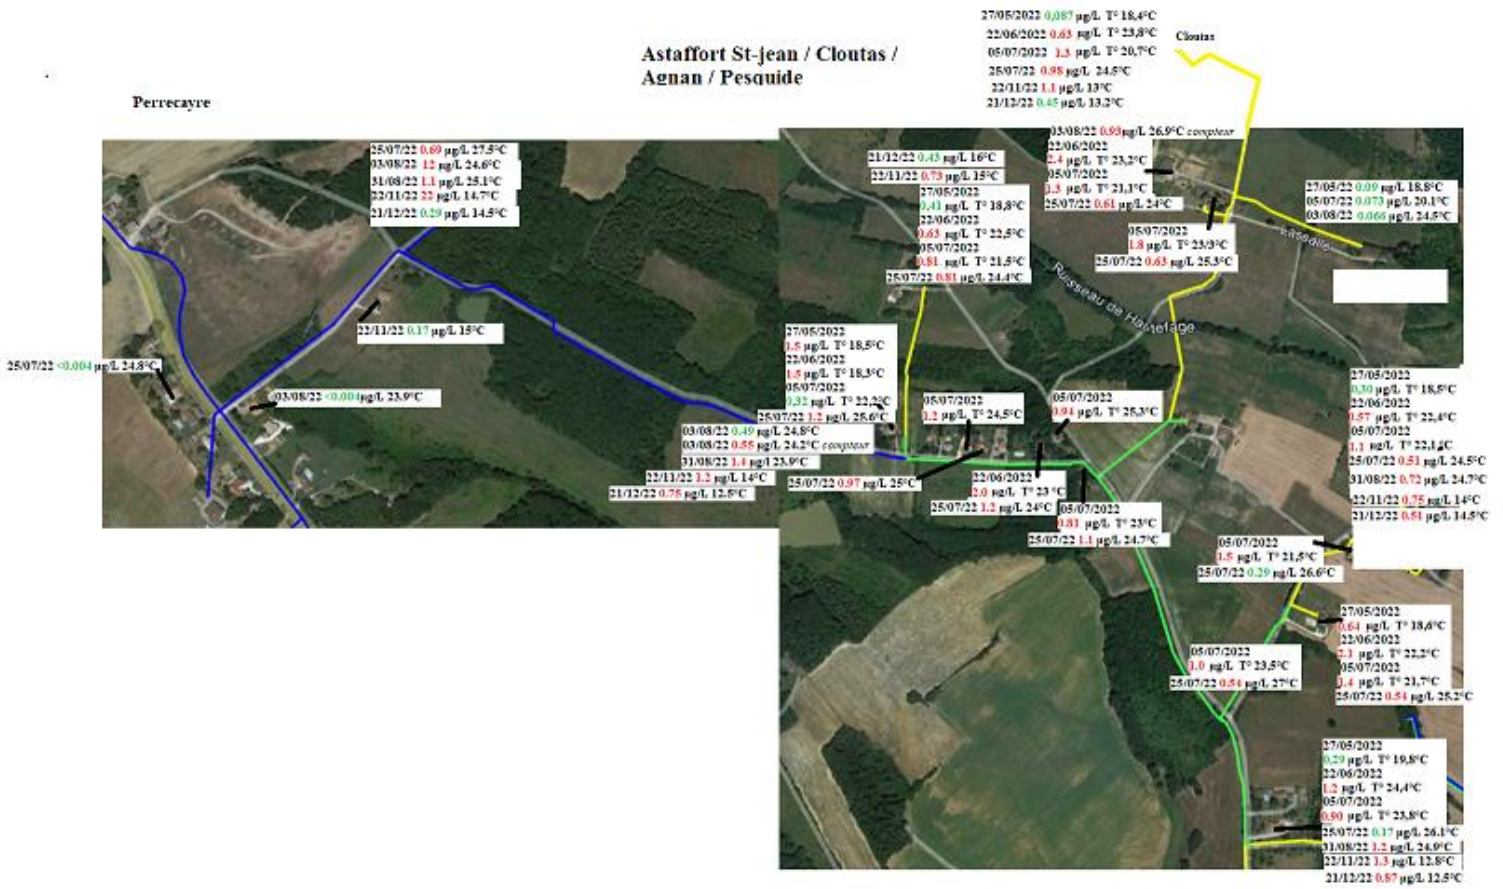 Astaffort St-jean / Cloutas /
Agnan / Pesquide
Perrecayre
25/07/22 0.69 µg/L 27.5°C
03/08/22 12 µg/L 24.6°C
31/08/22 1.1 µg/L 25.1°C
22/11/22 22 µg/L 14.7°C
21/12/22 0.29 µg/L 14.5°C
22/11/22 0.17 µg/L 15°C
25/07/22 <0.004 µg/L 24.8°C
03/08/22 <0.004µg/L 23.9°C
27/05/2022 0,087 µg/L T° 18,4°C
22/06/2022 0.63 µg/L T° 23,8°C
05/07/2022 1.3 µg/L T° 20,7°C
25/07/22 0.98 µg/L 24.5°C
22/11/22 1.1 µg/L 13°C
21/12/22 0.45 µg/L 13.2°C
Cloutas
03/08/22 0.93µg/L 26.9°C compteur
22/06/2022
2.4 µg/L T° 23,2°C
05/07/2022
1.3 µg/L T° 21,1°C
25/07/22 0.61 µg/L 24°C
21/12/22 0.43 µg/L 16°C
22/11/22 0.73 µg/L 15°C
27/05/2022
0,41 µg/L T° 18,8°C
22/06/2022
0.63 µg/L T° 22,5°C
05/07/2022
0.81 µg/L T° 21,5°C
25/07/22 0.81 µg/L 24.4°C
27/05/22 0.09 µg/L 18.8°C
05/07/22 0.073 µg/L 20.1°C
03/08/22 0.066 µg/L 24.5°C
Lasselle
05/07/2022
1.8 µg/L T° 23/3°C
25/07/22 0.63 µg/L 25.3°C
Ruisseau de Hannefage
27/05/2022
1.5 µg/L T° 18,5°C
22/06/2022
1.5 µg/L T° 18,3°C
05/07/2022
0,32 µg/L T° 22,2°C
25/07/22 1.2 µg/L 25.6°C
03/08/22 0.49 µg/L 24.8°C
03/08/22 0.55 µg/L 24.2°C compteur
31/08/22 1.4 µg/l 23.9°C
22/11/22 1.2 µg/L 14°C
21/12/22 0.75 µg/L 12.5°C
05/07/2022
1.2 µg/L T° 24,5°C
05/07/2022
0.94 µg/L T° 25,3°C
25/07/22 0.97 µg/L 25°C
22/06/2022
2.0 µg/L T° 23 °C
25/07/22 1.2 µg/L 24°C
05/07/2022
0.81 µg/L T° 23°C
25/07/22 1.1 µg/L 24.7°C
27/05/2022
0,30 µg/L T° 18,5°C
22/06/2022
0.57 µg/L T° 22,4°C
05/07/2022
1.1 µg/L T° 22,1°C
25/07/22 0.51 µg/L 24.5°C
31/08/22 0.72 µg/L 24.7°C
22/11/22 0.75 µg/L 14°C
21/12/22 0.51 µg/L 14.5°C
05/07/2022
1.5 µg/L T° 21,5°C
25/07/22 0.29 µg/L 26.6°C
27/05/2022
0.64 µg/L T° 18,6°C
22/06/2022
2.1 µg/L T° 22,2°C
05/07/2022
1.4 µg/L T° 21,7°C
25/07/22 0.54 µg/L 25.2°C
05/07/2022
1.0 µg/L T° 23,5°C
25/07/22 0.54 µg/L 27°C
27/05/2022
0,29 µg/L T° 19,8°C
22/06/2022
1.2 µg/L T° 24,4°C
05/07/2022
0.90 µg/L T° 23,8°C
25/07/22 0.17 µg/L 26.1°C
31/08/22 1.2 µg/L 24.9°C
22/11/22 1.3 µg/L 12.8°C
21/12/22 0.87 µg/L 12.5°C